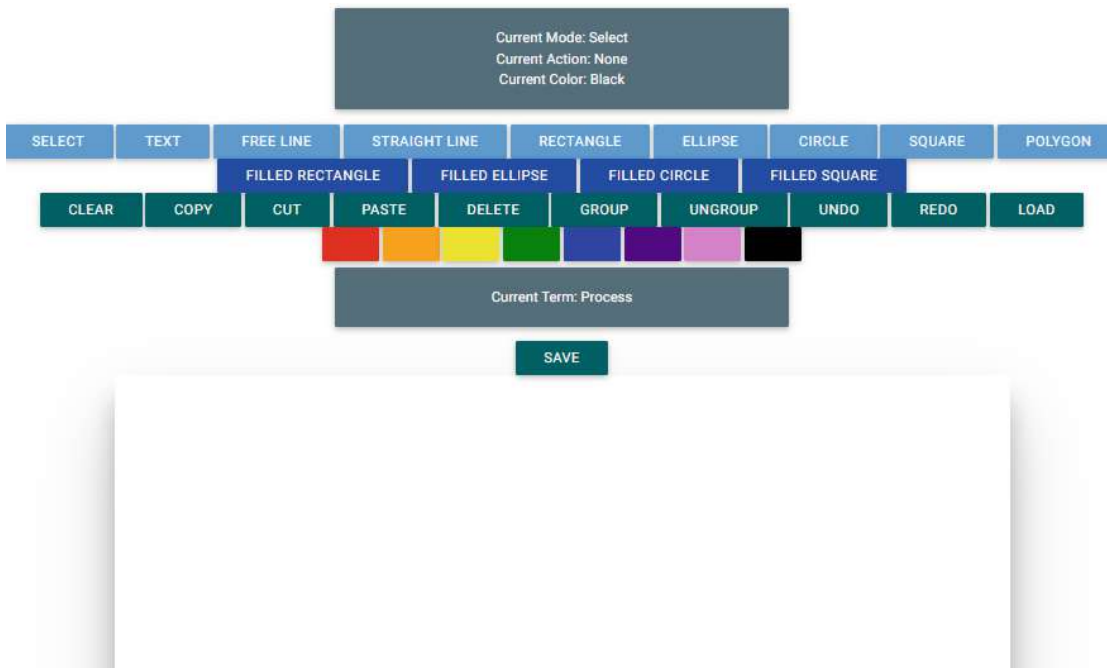 Current Mode: Select
Current Action: None
Current Color: Black
SELECT TEXT FREE LINE STRAIGHT LINE RECTANGLE ELLIPSE CIRCLE SQUARE POLYGON
FILLED RECTANGLE FILLED ELLIPSE FILLED CIRCLE FILLED SQUARE
CLEAR COPY CUT PASTE DELETE GROUP UNGROUP UNDO REDO LOAD
Current Term: Process
SAVE